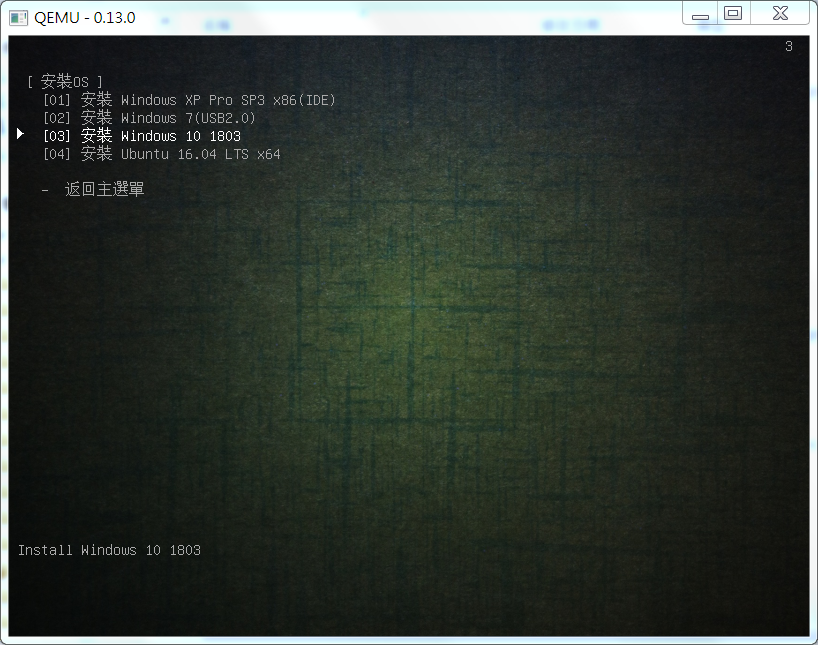 QEMU - 0.13.0
3
[ 安裝OS ]
[01] 安裝 Windows XP Pro SP3 x86(IDE)
[02] 安裝 Windows 7(USB2.0)
[03] 安裝 Windows 10 1803
[04] 安裝 Ubuntu 16.04 LTS x64
- 返回主選單
Install Windows 10 1803